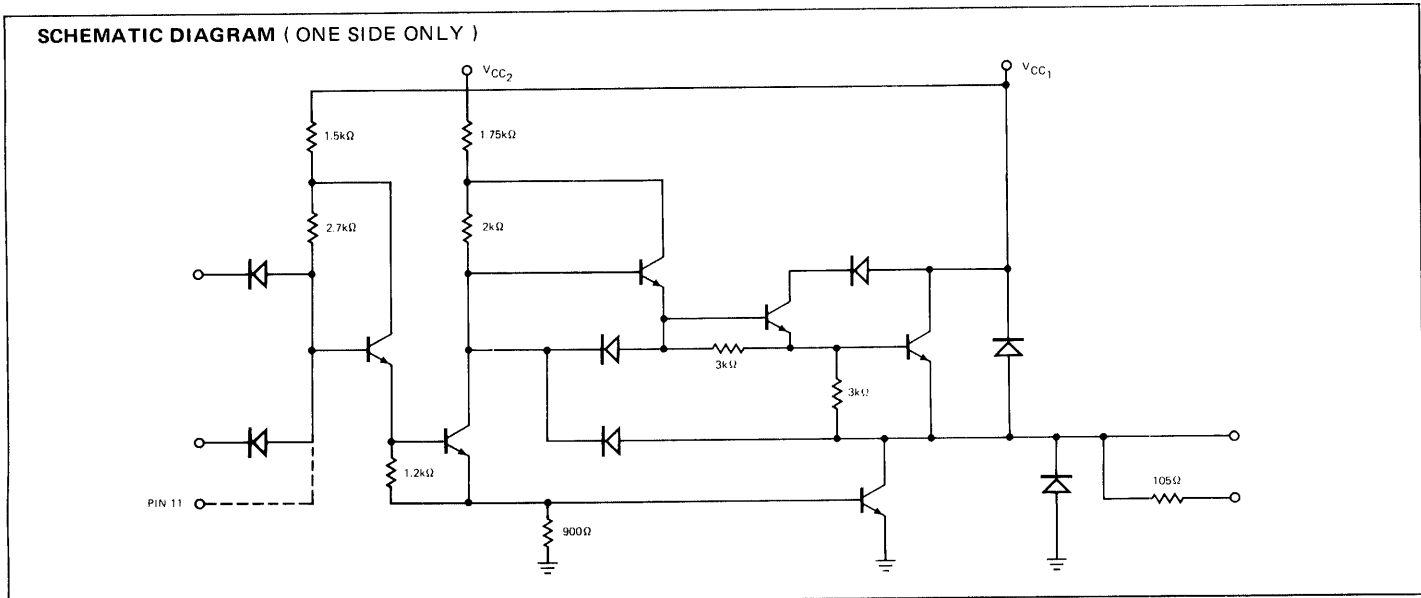 SCHEMATIC DIAGRAM ( ONE SIDE ONLY )
VCC2
VCC1
1.5kΩ
1.75kΩ
2.7kΩ
2kΩ
3kΩ
3kΩ
1.2kΩ
PIN 11
105Ω
900Ω